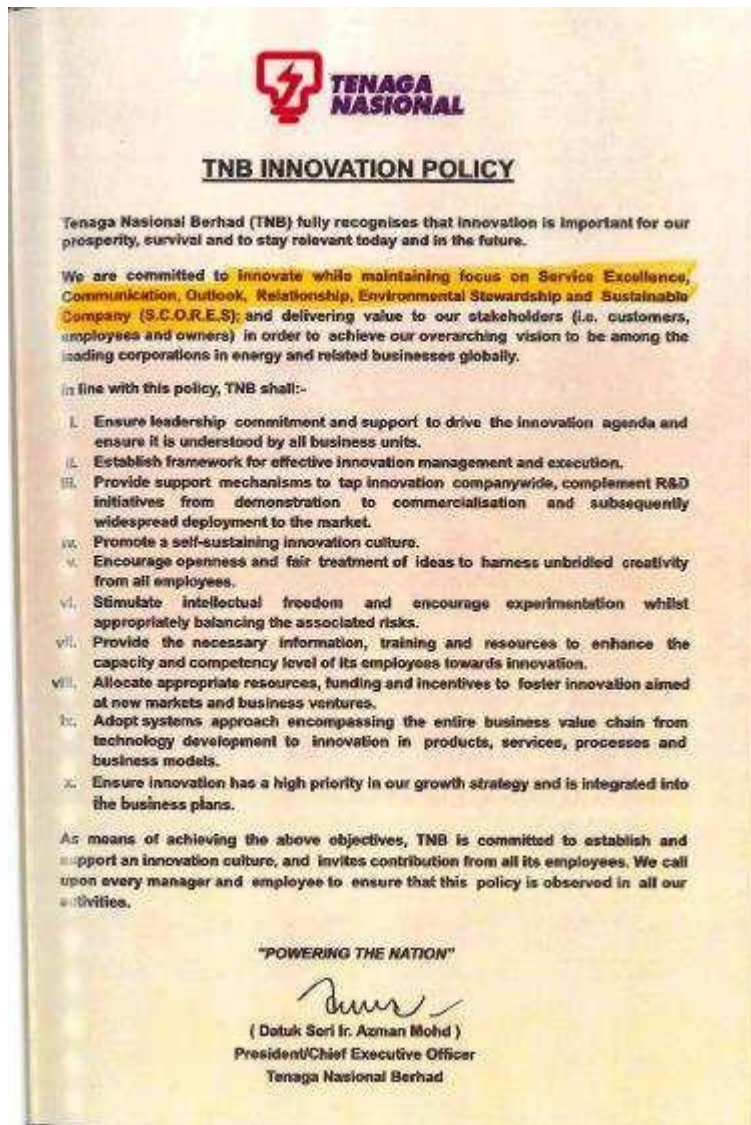 TENAGA
NASIONAL
TNB INNOVATION POLICY
Tenaga Nasional Berhad (TNB) fully recognises that innovation is important for our
prosperity, survival and to stay relevant today and in the future.
We are committed to innovate while maintaining focus on Service Excellence,
Communication, Outlook, Relationship, Environmental Stewardship and Sustainable
Company (S.C.O.R.E.S); and delivering value to our stakeholders (i.e. customers,
employees and owners) in order to achieve our overarching vision to be among the
leading corporations in energy and related businesses globally.
In line with this policy, TNB shall:-
i. Ensure leadership commitment and support to drive the innovation agenda and
ensure it is understood by all business units.
ii. Establish framework for effective innovation management and execution.
iii. Provide support mechanisms to tap innovation companywide, complement R&D
initiatives from demonstration to commercialisation and subsequently
widespread deployment to the market.
iv. Promote a self-sustaining innovation culture.
v. Encourage openness and fair treatment of ideas to harness unbridled creativity
from all employees.
vi. Stimulate intellectual freedom and encourage experimentation whilst
appropriately balancing the associated risks.
vii. Provide the necessary information, training and resources to enhance the
capacity and competency level of its employees towards innovation.
viii. Allocate appropriate resources, funding and incentives to foster innovation aimed
at new markets and business ventures.
ix. Adopt systems approach encompassing the entire business value chain from
technology development to innovation in products, services, processes and
business models.
x. Ensure innovation has a high priority in our growth strategy and is integrated into
the business plans.
As means of achieving the above objectives, TNB is committed to establish and
support an innovation culture, and invites contribution from all its employees. We call
upon every manager and employee to ensure that this policy is observed in all our
activities.
"POWERING THE NATION"
( Datuk Seri Ir. Azman Mohd )
President/Chief Executive Officer
Tenaga Nasional Berhad